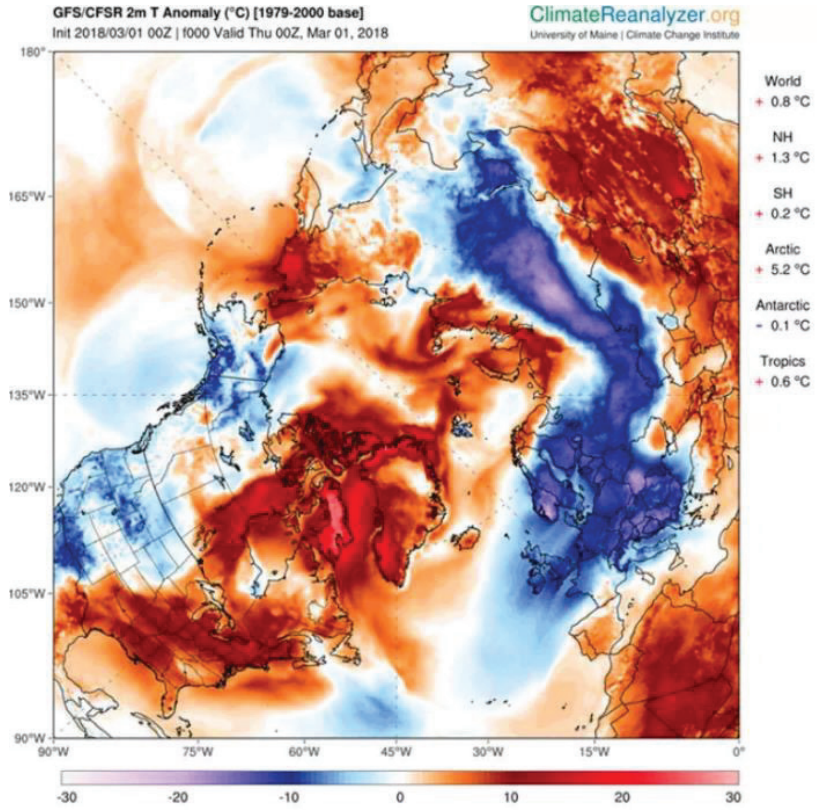 GFS/CFSR 2m T Anomaly (°C) [1979-2000 base]
Init 2018/03/01 00Z | f000 Valid Thu 00Z, Mar 01, 2018
ClimateReanalyzer.org
University of Maine | Climate Change Institute
180°
165°W
150°W
135°W
120°W
105°W
90°W
90°W 75°W 60°W 45°W 30°W 15°W 0°
World
+ 0.8 °C
NH
+ 1.3 °C
SH
+ 0.2 °C
Arctic
+ 5.2 °C
Antarctic
- 0.1 °C
Tropics
+ 0.6 °C
-30 -20 -10 0 10 20 30